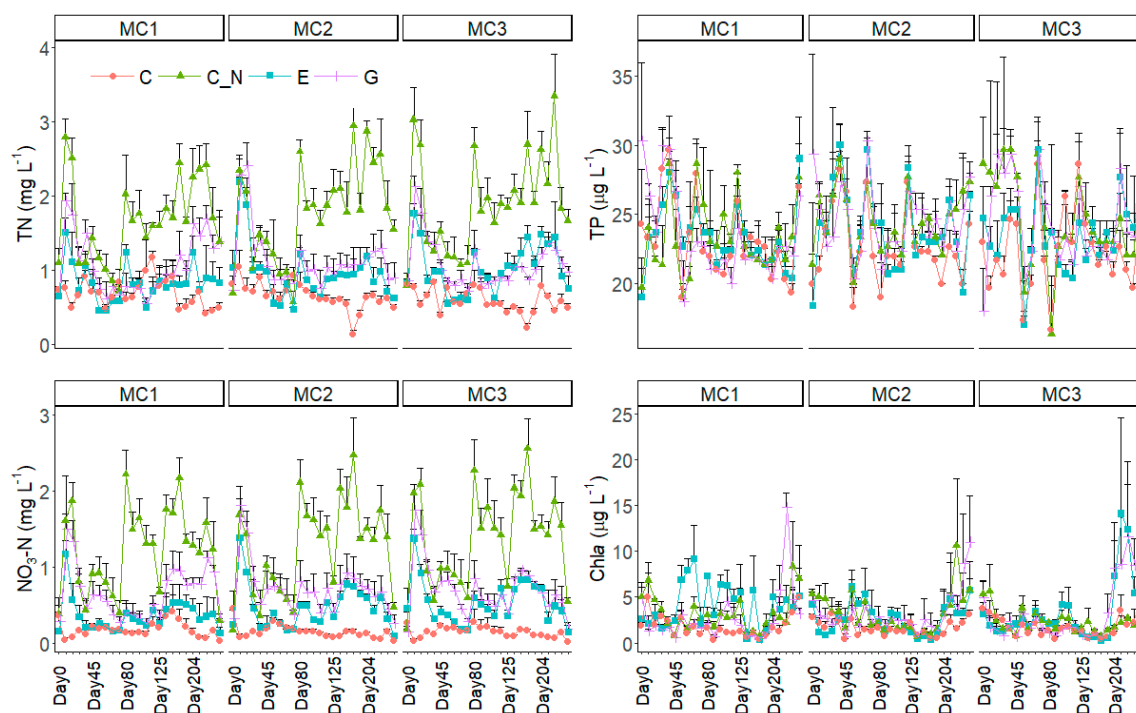 MC1 MC2 MC3
4
3
2
1
0
TN (mg L⁻¹)
C C_N E G
MC1 MC2 MC3
35
30
25
20
TP (µg L⁻¹)
MC1 MC2 MC3
3
2
1
0
NO₃-N (mg L⁻¹)
Day0 Day45 Day80 Day125 Day204 Day0 Day45 Day80 Day125 Day204 Day0 Day45 Day80 Day125 Day204
MC1 MC2 MC3
25
20
15
10
5
0
Chla (µg L⁻¹)
Day0 Day45 Day80 Day125 Day204 Day0 Day45 Day80 Day125 Day204 Day0 Day45 Day80 Day125 Day204